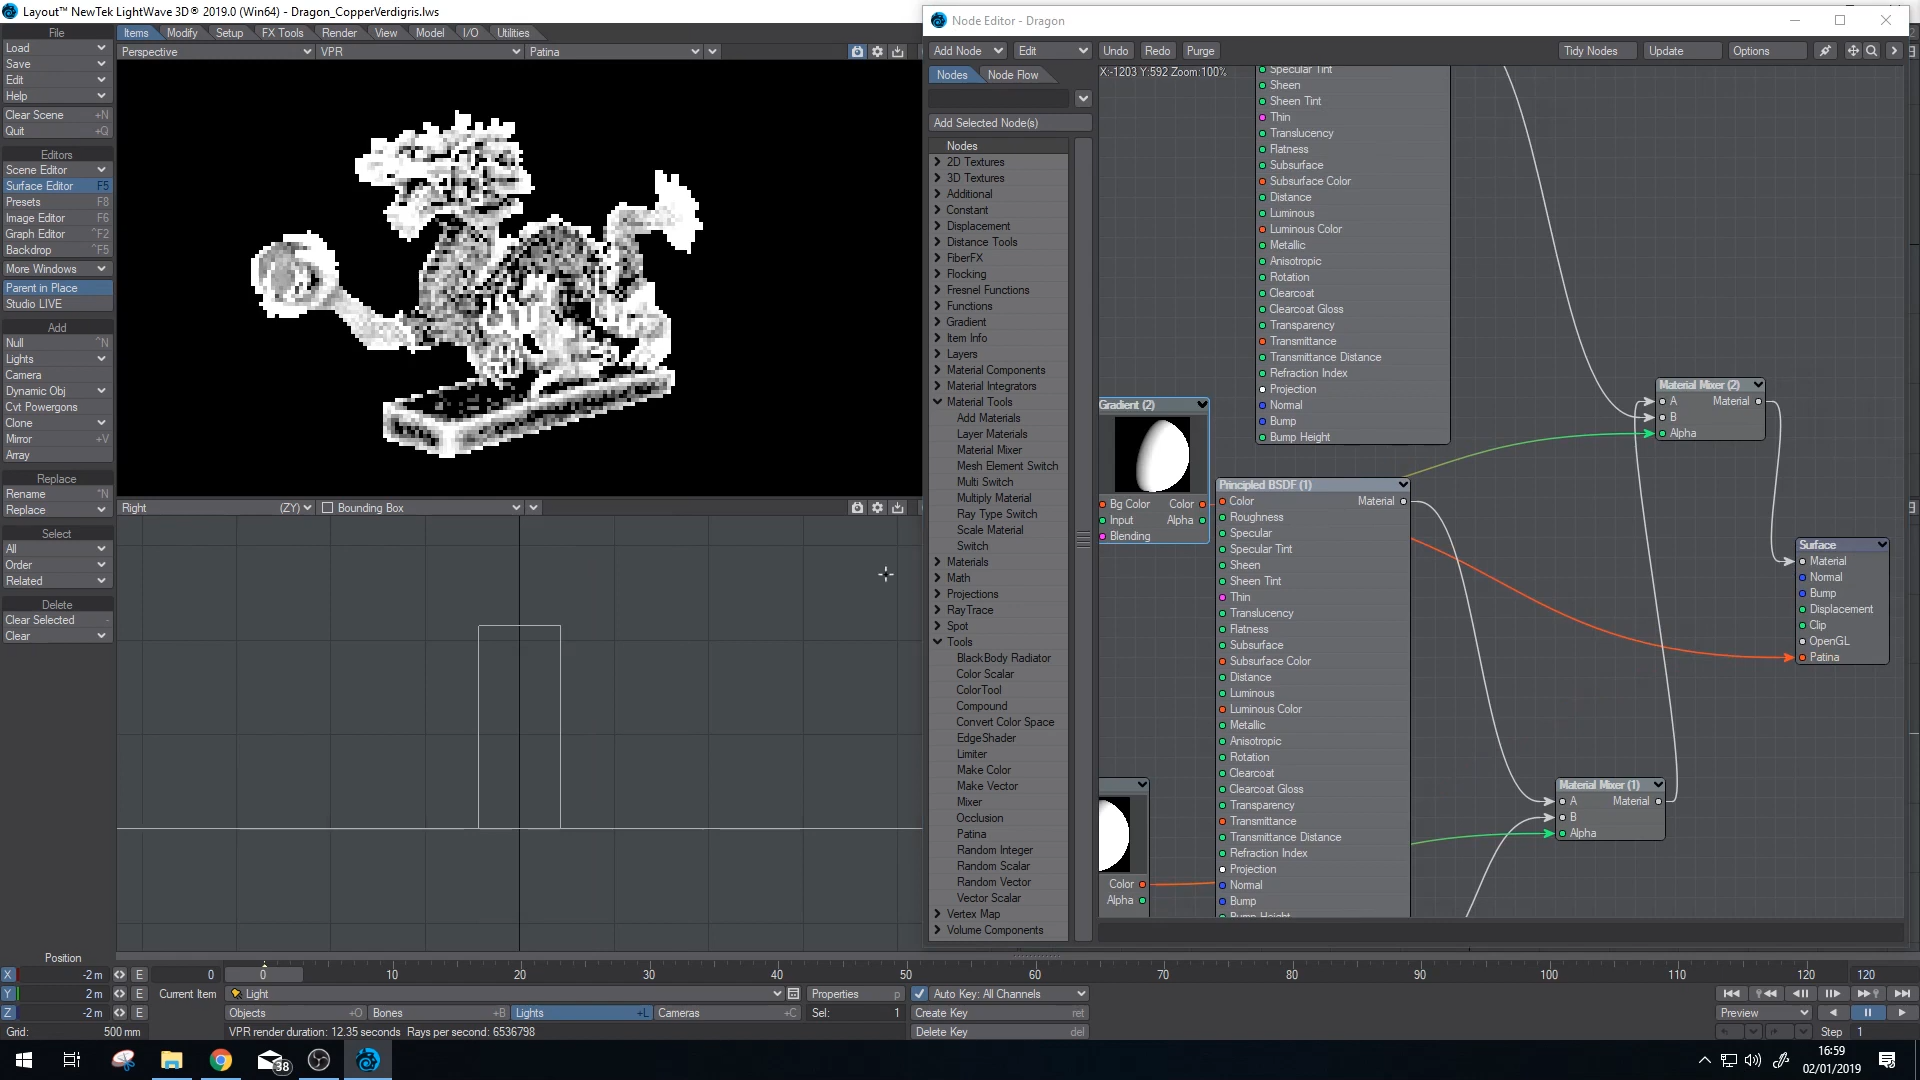 Layout™ NewTek LightWave 3D® 2019.0 (Win64) - Dragon_CopperVerdigris.lws
File
Load
Save
Edit
Help
Clear Scene +N
Quit +Q
Editors
Scene Editor
Surface Editor F5
Presets F8
Image Editor F6
Graph Editor ^F2
Backdrop ^F5
More Windows
Parent in Place
Studio LIVE
Add
Null ^N
Lights
Camera
Dynamic Obj
Cvt Powergons
Clone
Mirror +V
Array
Replace
Rename ^N
Replace
Select
All
Order
Related
Delete
Clear Selected -
Clear
Items Modify Setup FX Tools Render View Model I/O Utilities
Perspective VPR Patina
Right (ZY) Bounding Box
Node Editor - Dragon
Add Node Edit Undo Redo Purge Tidy Nodes Update Options
Nodes Node Flow
X:-1203 Y:592 Zoom:100%
Add Selected Node(s)
Nodes
2D Textures
3D Textures
Additional
Constant
Displacement
Distance Tools
FiberFX
Flocking
Fresnel Functions
Functions
Gradient
Item Info
Layers
Material Components
Material Integrators
Material Tools
Add Materials
Layer Materials
Material Mixer
Mesh Element Switch
Multi Switch
Multiply Material
Ray Type Switch
Scale Material
Switch
Materials
Math
Projections
RayTrace
Spot
Tools
BlackBody Radiator
Color Scalar
ColorTool
Compound
Convert Color Space
EdgeShader
Limiter
Make Color
Make Vector
Mixer
Occlusion
Patina
Random Integer
Random Scalar
Random Vector
Vector Scalar
Vertex Map
Volume Components
Specular Tint
Sheen
Sheen Tint
Thin
Translucency
Flatness
Subsurface
Subsurface Color
Distance
Luminous
Luminous Color
Metallic
Anisotropic
Rotation
Clearcoat
Clearcoat Gloss
Transparency
Transmittance
Transmittance Distance
Refraction Index
Projection
Normal
Bump
Bump Height
Gradient (2)
Bg Color Color
Input Alpha
Blending
Principled BSDF (1)
Color Material
Roughness
Specular
Specular Tint
Sheen
Sheen Tint
Thin
Translucency
Flatness
Subsurface
Subsurface Color
Distance
Luminous
Luminous Color
Metallic
Anisotropic
Rotation
Clearcoat
Clearcoat Gloss
Transparency
Transmittance
Transmittance Distance
Refraction Index
Projection
Normal
Bump
Bump Height
Color
Alpha
Material Mixer (2)
A Material
B
Alpha
Surface
Material
Normal
Bump
Displacement
Clip
OpenGL
Patina
Material Mixer (1)
A Material
B
Alpha
Position
X -2 m E 0 0 10 20 30 40 50 60 70 80 90 100 110 120 120
Y 2 m E Current Item Light Properties p Auto Key: All Channels
Z -2 m E Objects +O Bones +B Lights +L Cameras +C Sel: 1 Create Key ret Preview
Grid: 500 mm VPR render duration: 12.35 seconds Rays per second: 6536798 Delete Key del Step 1
38
16:59
02/01/2019